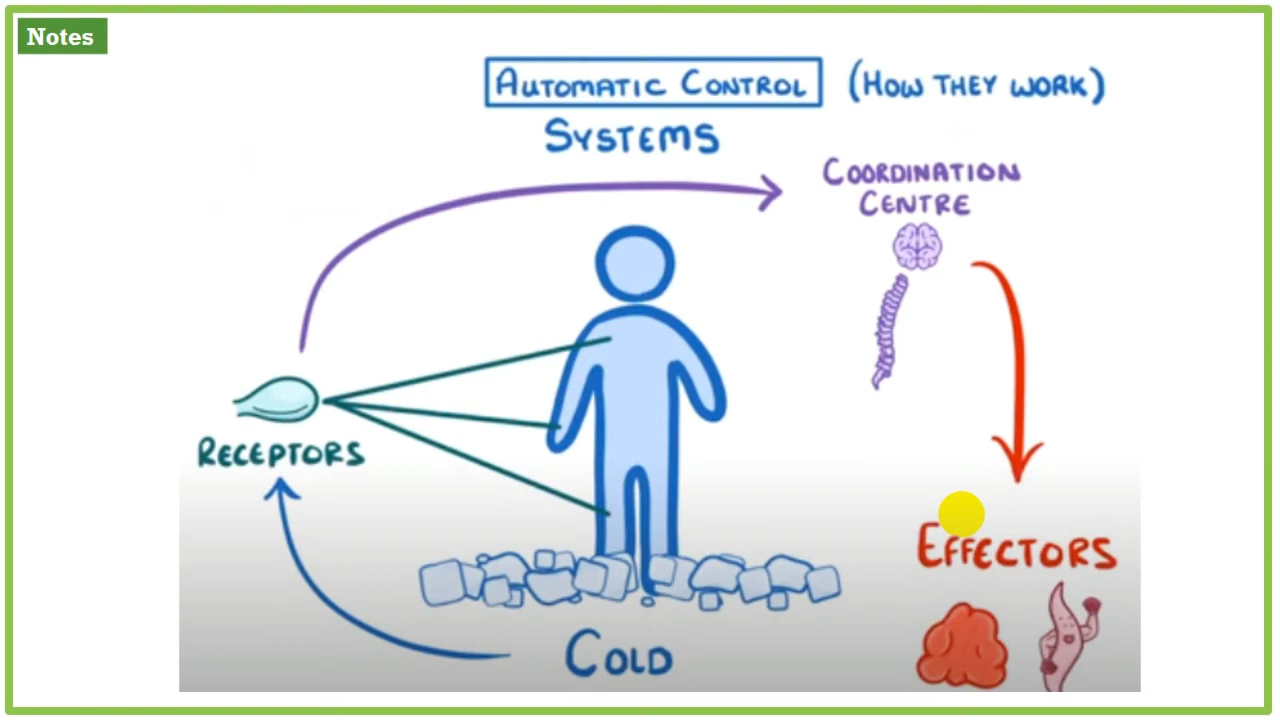 Notes
AUTOMATIC CONTROL (HOW THEY WORK)
SYSTEMS
COORDINATION
CENTRE
RECEPTORS
EFFECTORS
COLD